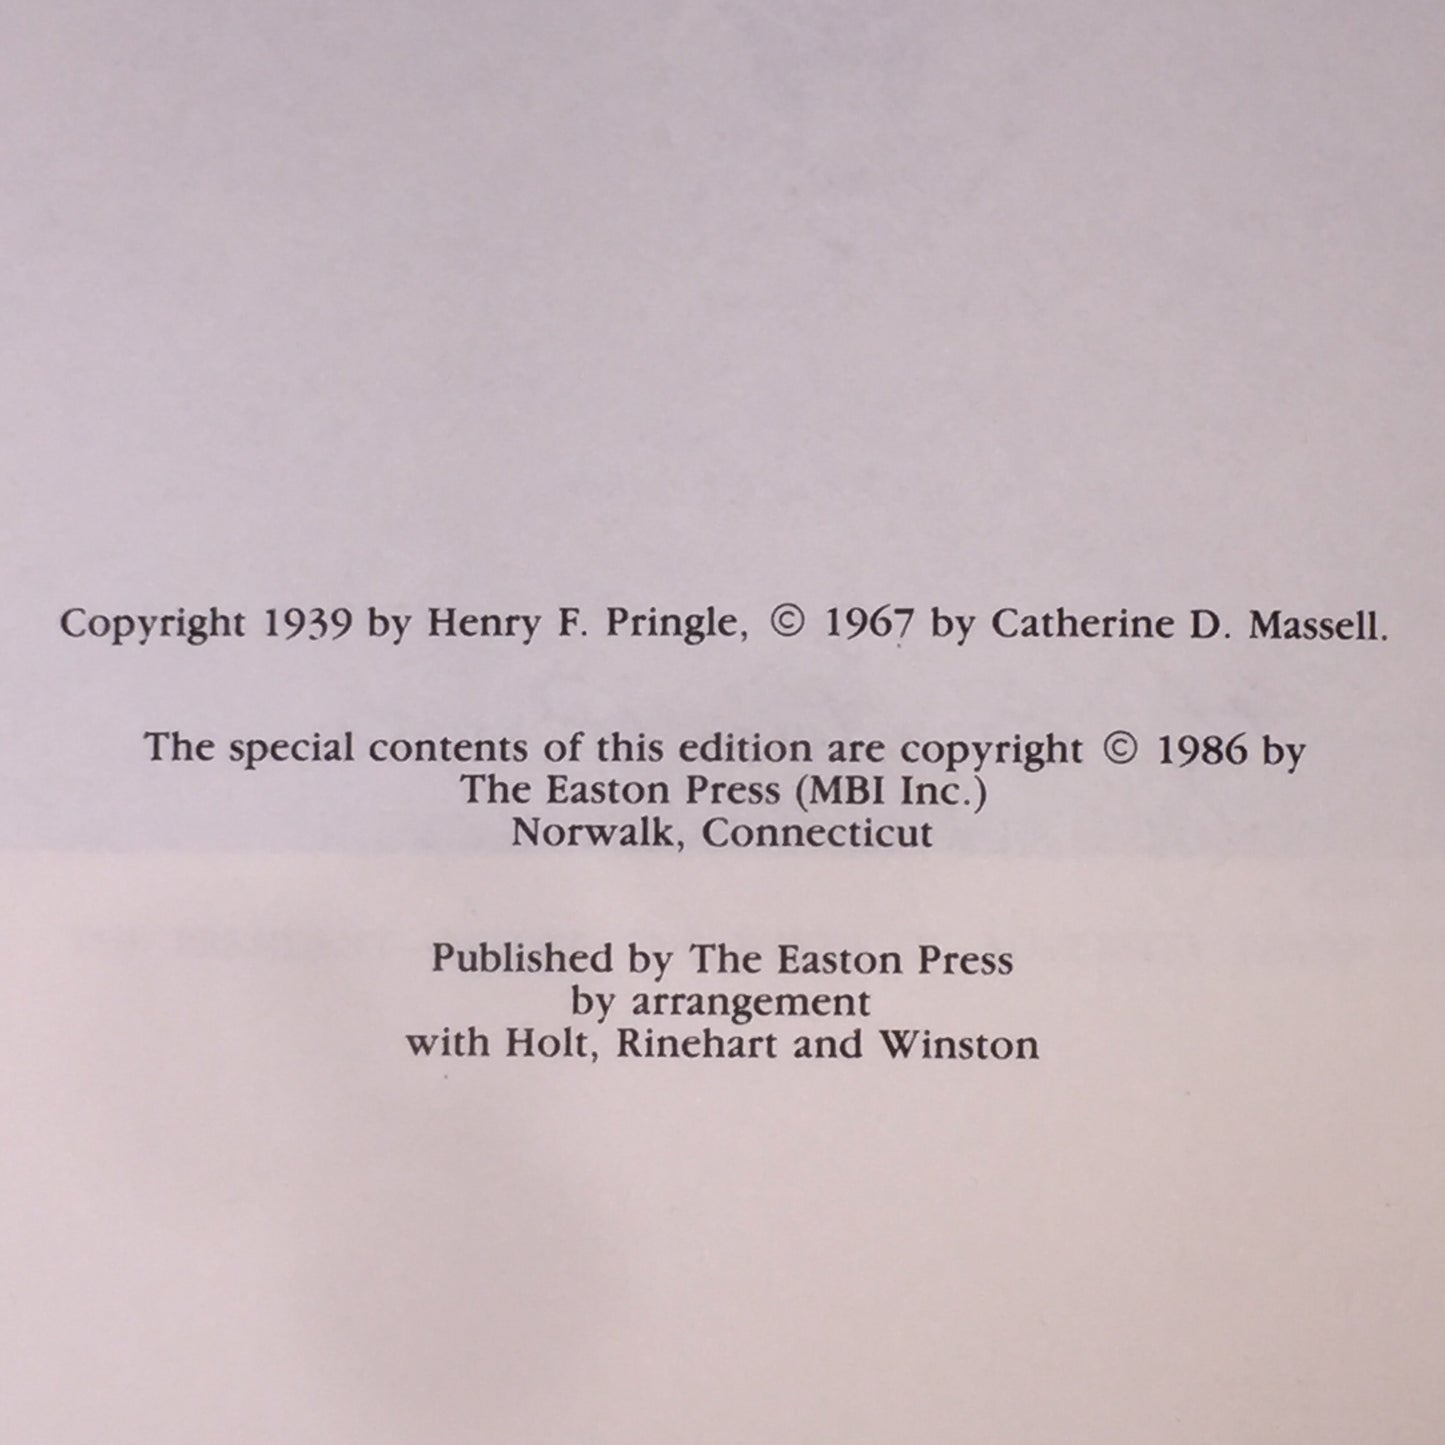 Copyright 1939 by Henry F. Pringle, © 1967 by Catherine D. Massell.
The special contents of this edition are copyright © 1986 by
The Easton Press (MBI Inc.)
Norwalk, Connecticut
Published by The Easton Press
by arrangement
with Holt, Rinehart and Winston